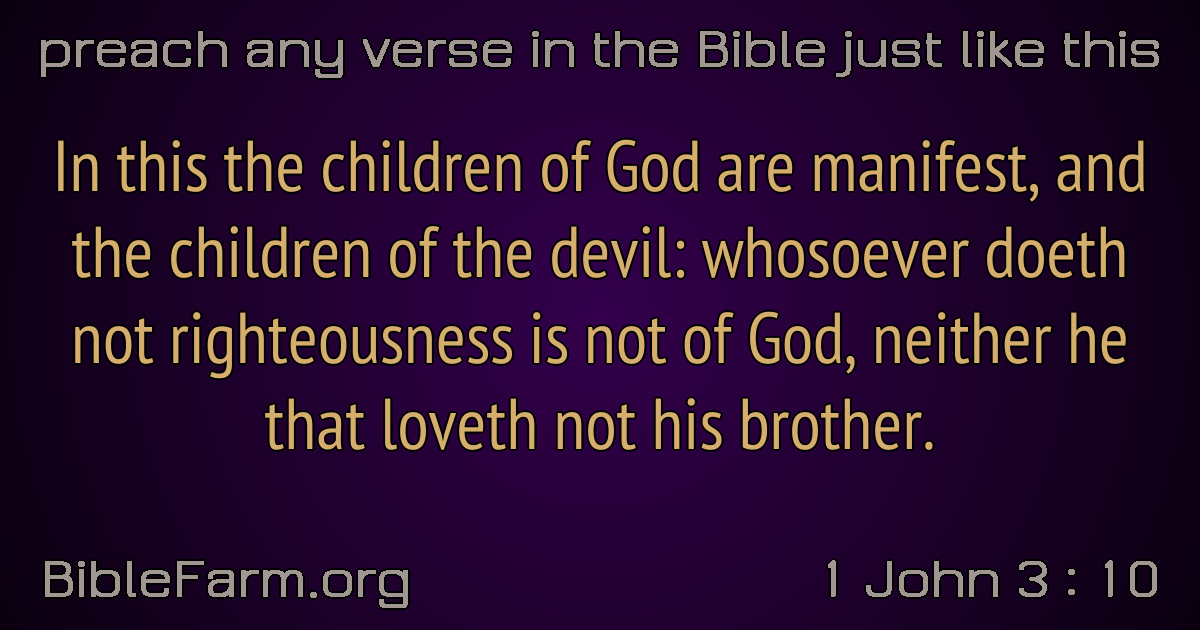 preach any verse in the Bible just like this
In this the children of God are manifest, and
the children of the devil: whosoever doeth
not righteousness is not of God, neither he
that loveth not his brother.
BibleFarm.org
1 John 3 : 10